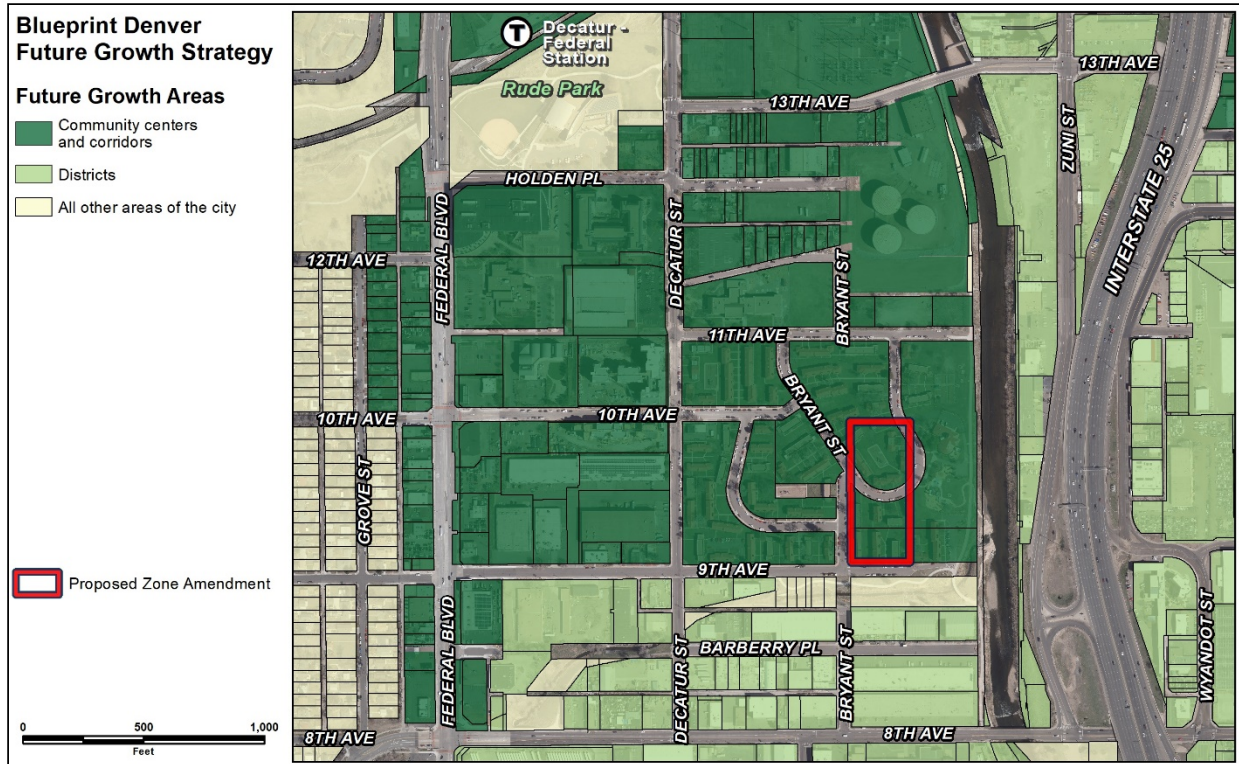 Blueprint Denver
Future Growth Strategy
Future Growth Areas
Community centers
and corridors
Districts
All other areas of the city
Proposed Zone Amendment
0 500 1,000
Feet
T
Decatur -
Federal
Station
Rude Park
13TH AVE
13TH AVE
HOLDEN PL
FEDERAL BLVD
DECATUR ST
ZUNI ST
INTERSTATE 25
12TH AVE
BRYANT ST
11TH AVE
BRYANT ST
10TH AVE
10TH AVE
GROVE ST
9TH AVE
FEDERAL BLVD
DECATUR ST
BARBERRY PL
BRYANT ST
WYANDOT ST
8TH AVE
8TH AVE